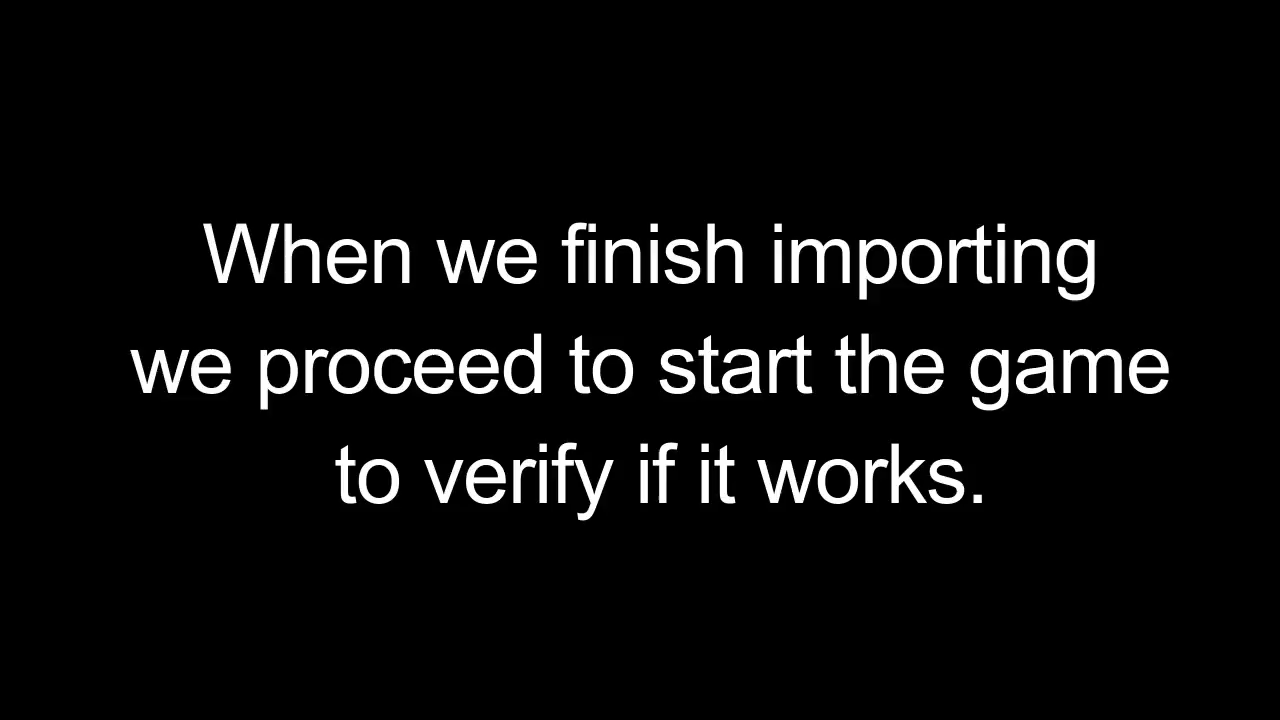 When we finish importing
we proceed to start the game
to verify if it works.